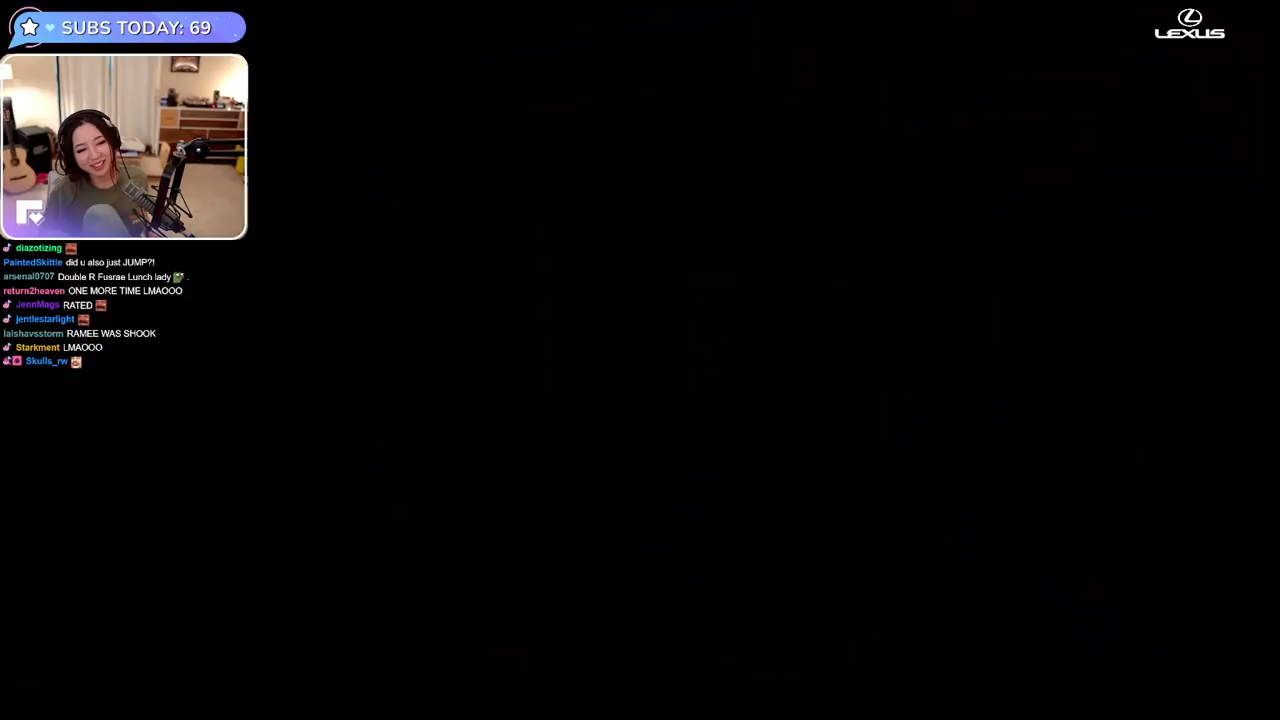 SUBS TODAY: 69
LEXUS
diazotizing
PaintedSkittle did u also just JUMP?!
arsenal0707 Double R Fusrae Lunch lady .
return2heaven ONE MORE TIME LMAOOO
JennMags RATED
jentlestarlight
lalshavsstorm RAMEE WAS SHOOK
Starkment LMAOOO
Skulls_rw